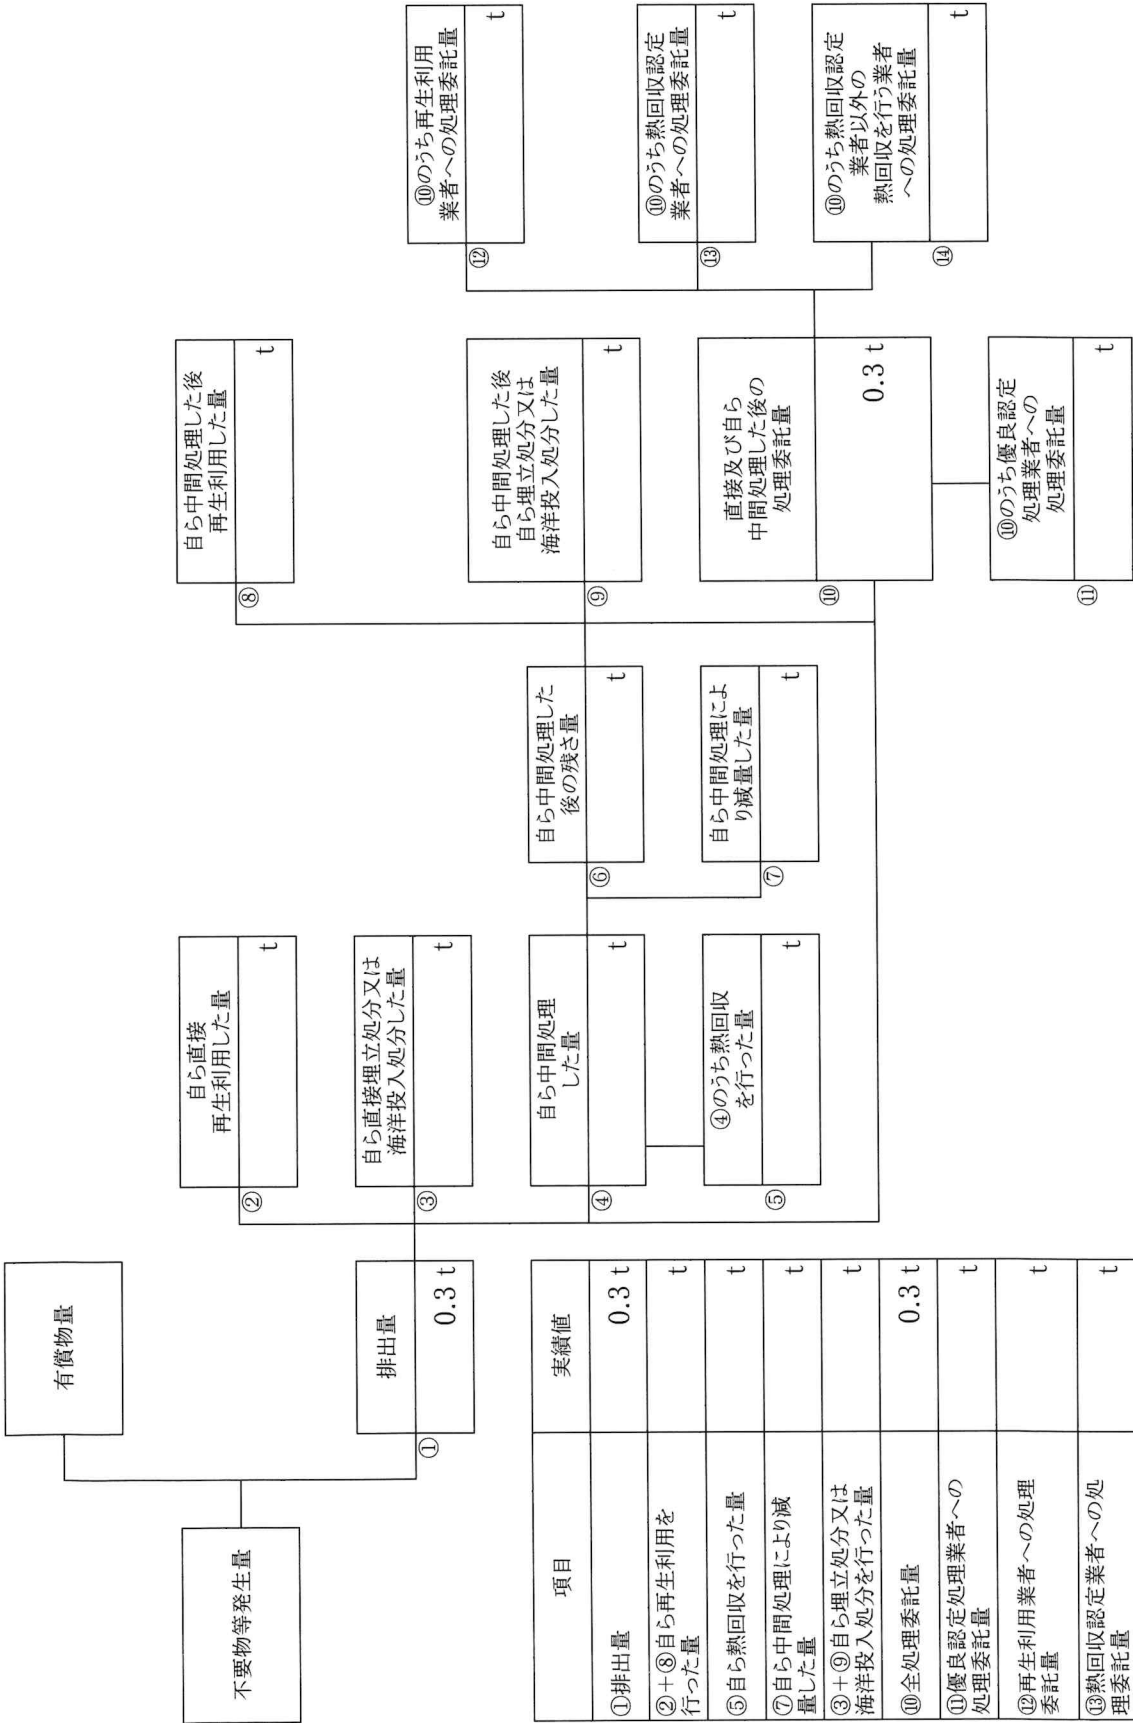 不要物等発生量
有償物量
排出量
①
0.3 t
自ら直接
再生利用した量
②
t
自ら直接埋立処分又は
海洋投入処分した量
③
t
自ら中間処理
した量
④
t
④のうち熱回収
を行った量
⑤
t
自ら中間処理した
後の残さ量
⑥
t
自ら中間処理によ
り減量した量
⑦
t
自ら中間処理した後
再生利用した量
⑧
t
自ら中間処理した後
自ら埋立処分又は
海洋投入処分した量
⑨
t
直接及び自ら
中間処理した後の
処理委託量
⑩
0.3 t
⑩のうち優良認定
処理業者への
処理委託量
⑪
t
⑩のうち再生利用
業者への処理委託量
⑫
t
⑩のうち熱回収認定
業者への処理委託量
⑬
t
⑩のうち熱回収認定
業者以外の
熱回収を行う業者
への処理委託量
⑭
t
項目 実績値
①排出量 0.3 t
②+⑧自ら再生利用を
行った量 t
⑤自ら熱回収を行った量 t
⑦自ら中間処理により減
量した量 t
③+⑨自ら埋立処分又は
海洋投入処分を行った量 t
⑩全処理委託量 0.3 t
⑪優良認定処理業者への
処理委託量 t
⑫再生利用業者への処理
委託量 t
⑬熱回収認定業者への処
理委託量 t